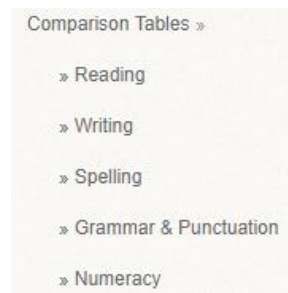 Comparison Tables »
» Reading
» Writing
» Spelling
» Grammar & Punctuation
» Numeracy